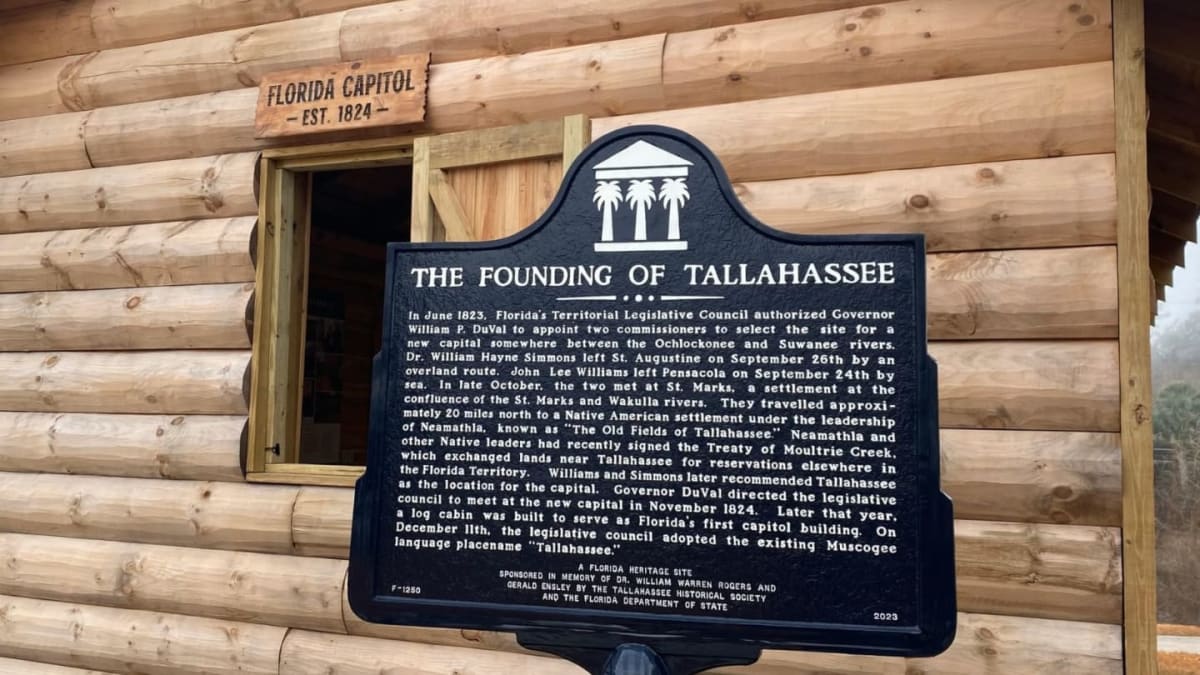 FLORIDA CAPITOL
– EST. 1824 –
THE FOUNDING OF TALLAHASSEE
In June 1823, Florida's Territorial Legislative Council authorized Governor
William P. DuVal to appoint two commissioners to select the site for a
new capital somewhere between the Ochlockonee and Suwanee rivers.
Dr. William Hayne Simmons left St. Augustine on September 26th by an
overland route. John Lee Williams left Pensacola on September 24th by
sea. In late October, the two met at St. Marks, a settlement at the
confluence of the St. Marks and Wakulla rivers. They travelled approxi-
mately 20 miles north to a Native American settlement under the leadership
of Neamathla, known as "The Old Fields of Tallahassee." Neamathla and
other Native leaders had recently signed the Treaty of Moultrie Creek,
which exchanged lands near Tallahassee for reservations elsewhere in
the Florida Territory. Williams and Simmons later recommended Tallahassee
as the location for the capital. Governor DuVal directed the legislative
council to meet at the new capital in November 1824. Later that year,
a log cabin was built to serve as Florida's first capitol building. On
December 11th, the legislative council adopted the existing Muscogee
language placename "Tallahassee."
A FLORIDA HERITAGE SITE
SPONSORED IN MEMORY OF DR. WILLIAM WARREN ROGERS AND
GERALD ENSLEY BY THE TALLAHASSEE HISTORICAL SOCIETY
AND THE FLORIDA DEPARTMENT OF STATE
F-1250
2023